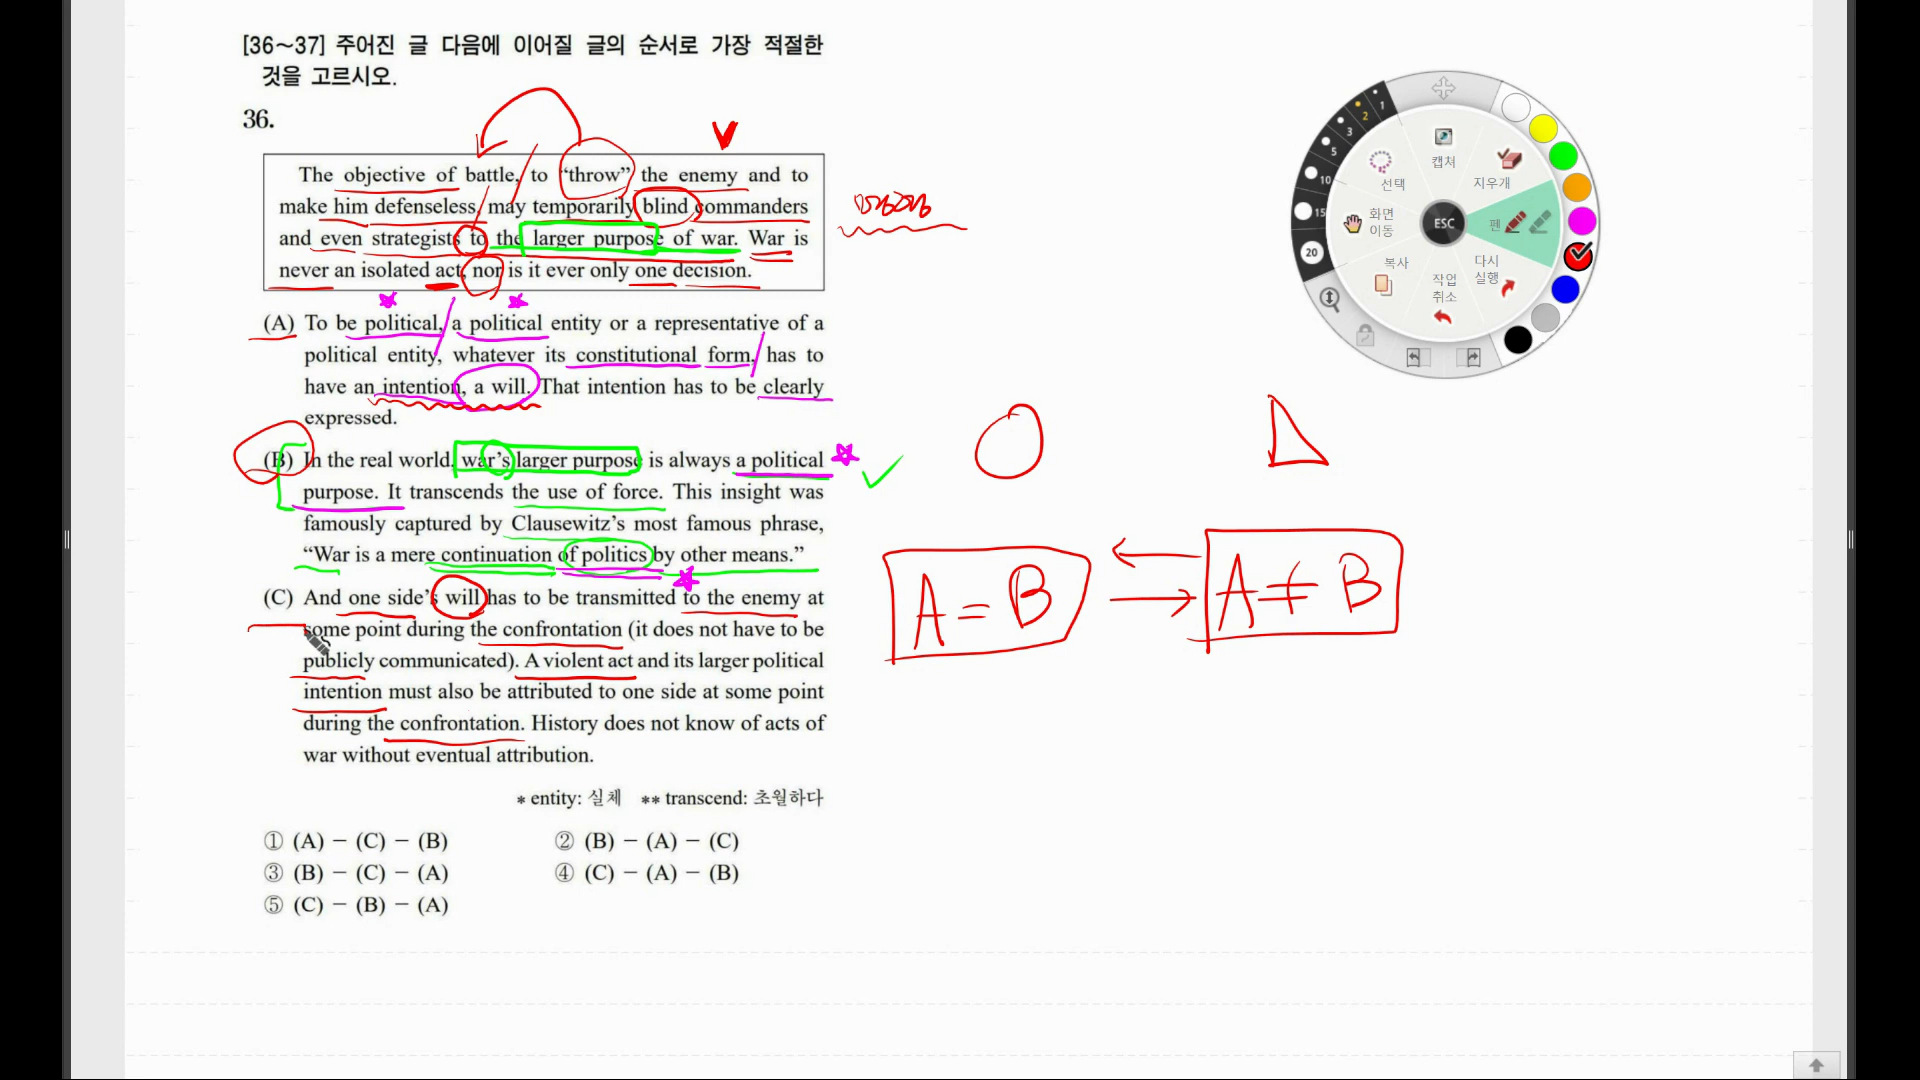 [36～37] 주어진 글 다음에 이어질 글의 순서로 가장 적절한
것을 고르시오.
36.
The objective of battle, to “throw” the enemy and to
make him defenseless, may temporarily blind commanders
and even strategists to the larger purpose of war. War is
never an isolated act, nor is it ever only one decision.
(A) To be political, a political entity or a representative of a
political entity, whatever its constitutional form, has to
have an intention, a will. That intention has to be clearly
expressed.
(B) In the real world, war’s larger purpose is always a political
purpose. It transcends the use of force. This insight was
famously captured by Clausewitz’s most famous phrase,
“War is a mere continuation of politics by other means.”
(C) And one side’s will has to be transmitted to the enemy at
some point during the confrontation (it does not have to be
publicly communicated). A violent act and its larger political
intention must also be attributed to one side at some point
during the confrontation. History does not know of acts of
war without eventual attribution.
* entity: 실체 ** transcend: 초월하다
① (A) － (C) － (B)
② (B) － (A) － (C)
③ (B) － (C) － (A)
④ (C) － (A) － (B)
⑤ (C) － (B) － (A)
A = B
A ≠ B
캡처
선택
지우개
화면
이동
ESC
펜
복사
작업
취소
다시
실행
1
2
3
5
10
15
20